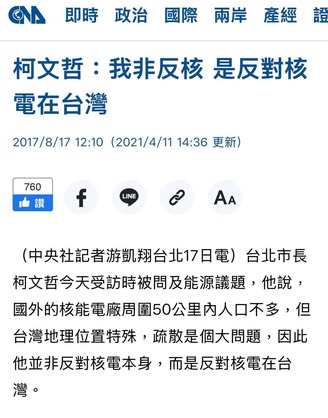 CNA 即時 政治 國際 兩岸 產經 證
柯文哲：我非反核 是反對核
電在台灣
2017/8/17 12:10（2021/4/11 14:36 更新）
760
讚
f LINE AA
（中央社記者游凱翔台北17日電）台北市長
柯文哲今天受訪時被問及能源議題，他說，
國外的核能電廠周圍50公里內人口不多，但
台灣地理位置特殊，疏散是個大問題，因此
他並非反對核電本身，而是反對核電在台
灣。